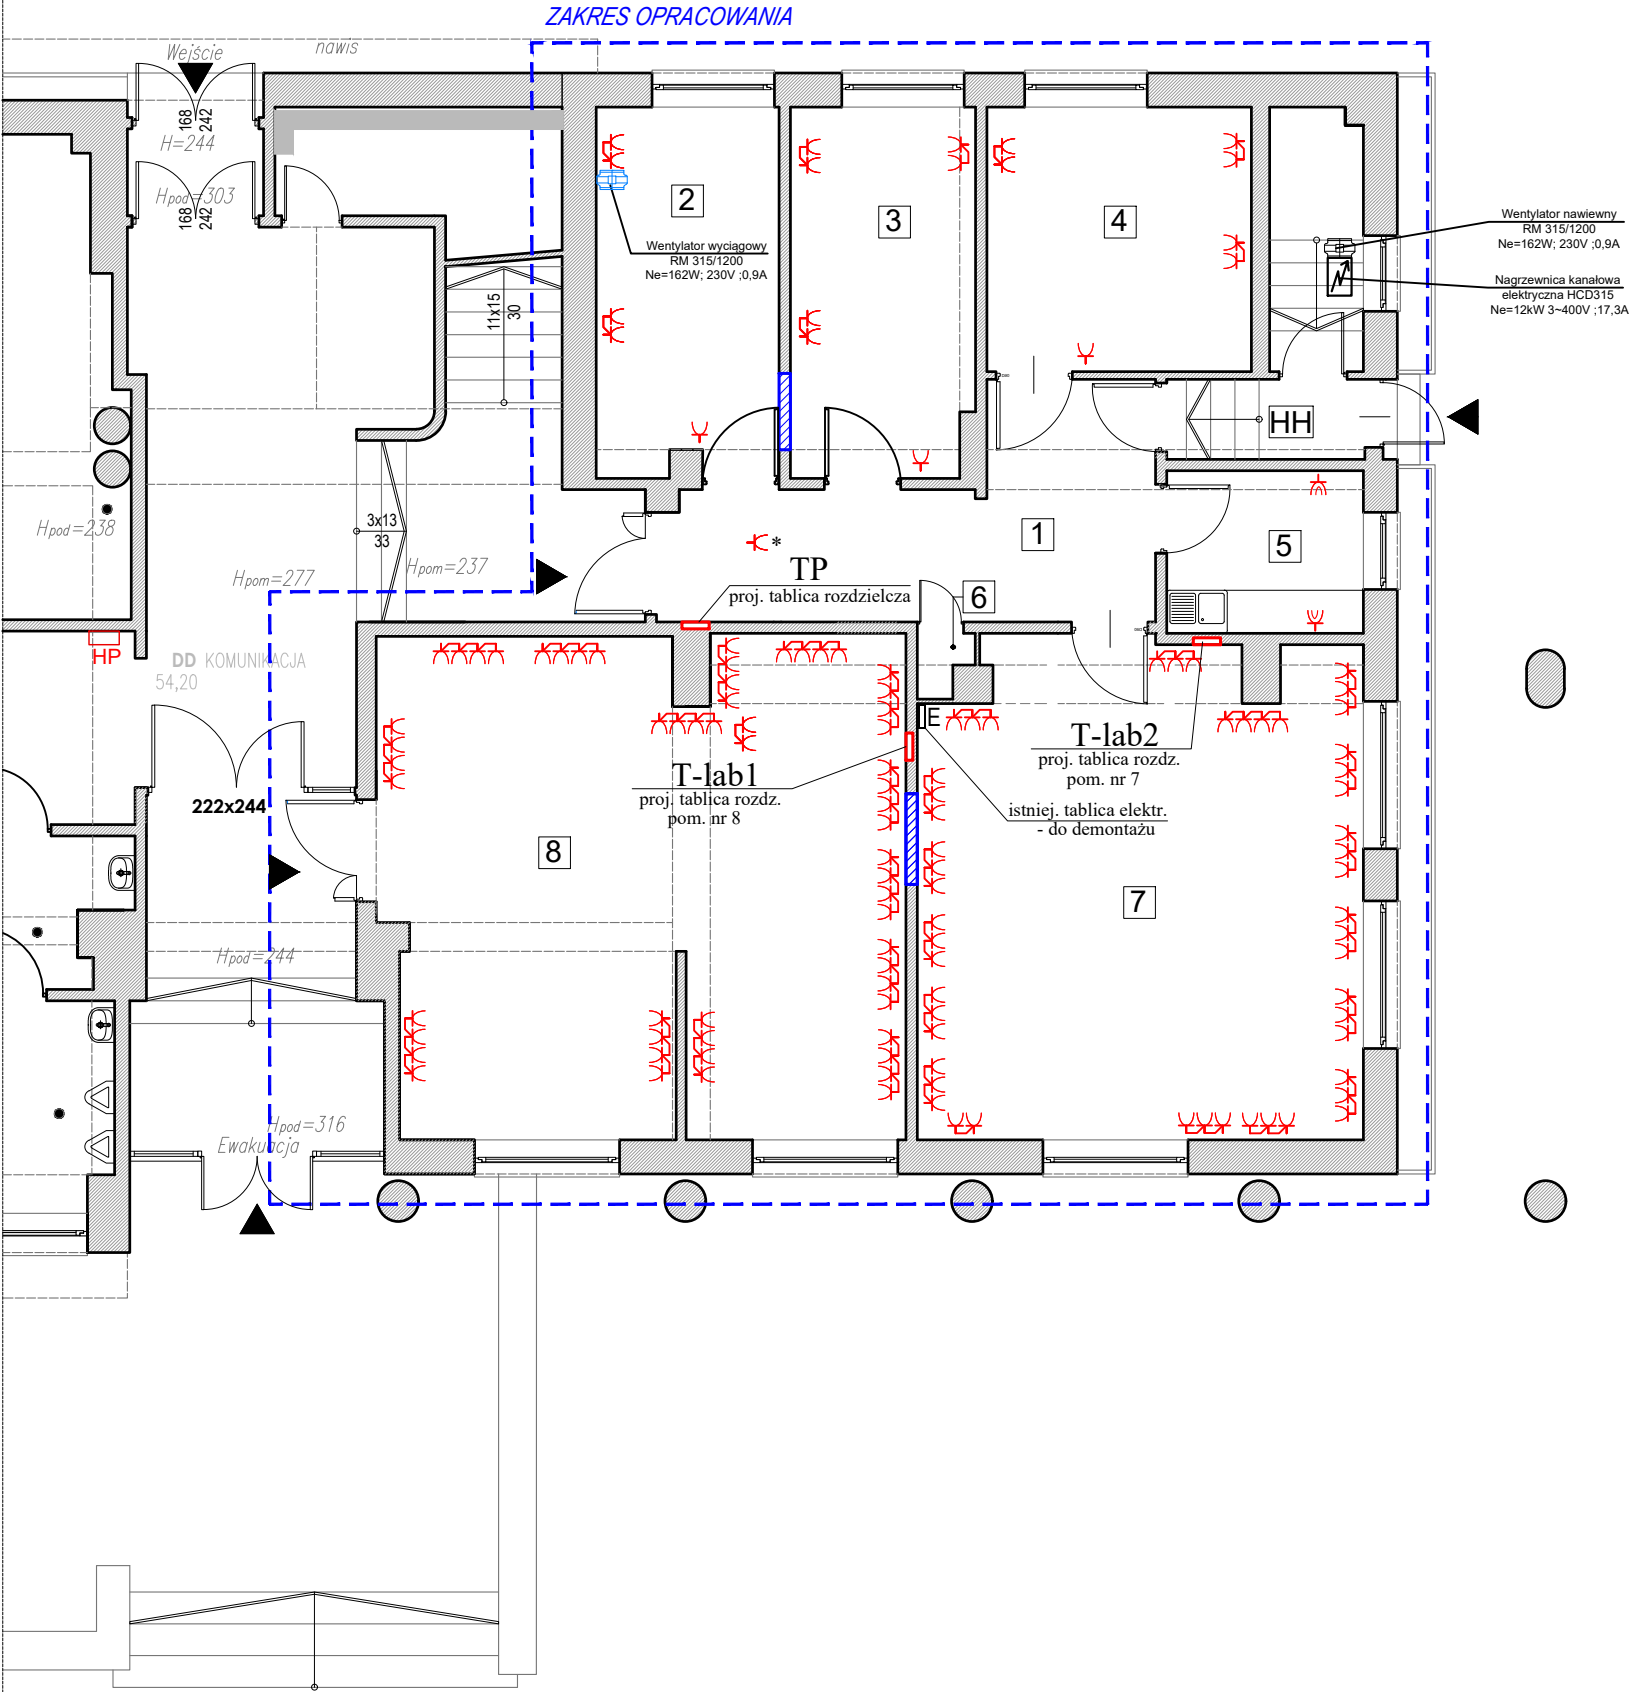 ZAKRES OPRACOWANIA
Wejście
nawis
168
242
H=244
Hpod=303
168
242
2
3
4
Wentylator wyciągowy
RM 315/1200
Ne=162W; 230V ;0,9A
Wentylator nawiewny
RM 315/1200
Ne=162W; 230V ;0,9A
Nagrzewnica kanałowa
elektryczna HCD315
Ne=12kW 3~400V ;17,3A
11x15
30
HH
Hpod=238
3x13
33
Hpom=277
Hpom=237
*
1
5
TP
proj. tablica rozdzielcza
6
HP
DD KOMUNIKACJA
54,20
E
T-lab1
proj. tablica rozdz.
pom. nr 8
T-lab2
proj. tablica rozdz.
pom. nr 7
istniej. tablica elektr.
- do demontażu
222x244
8
7
Hpod=244
Hpod=316
Ewakuacja